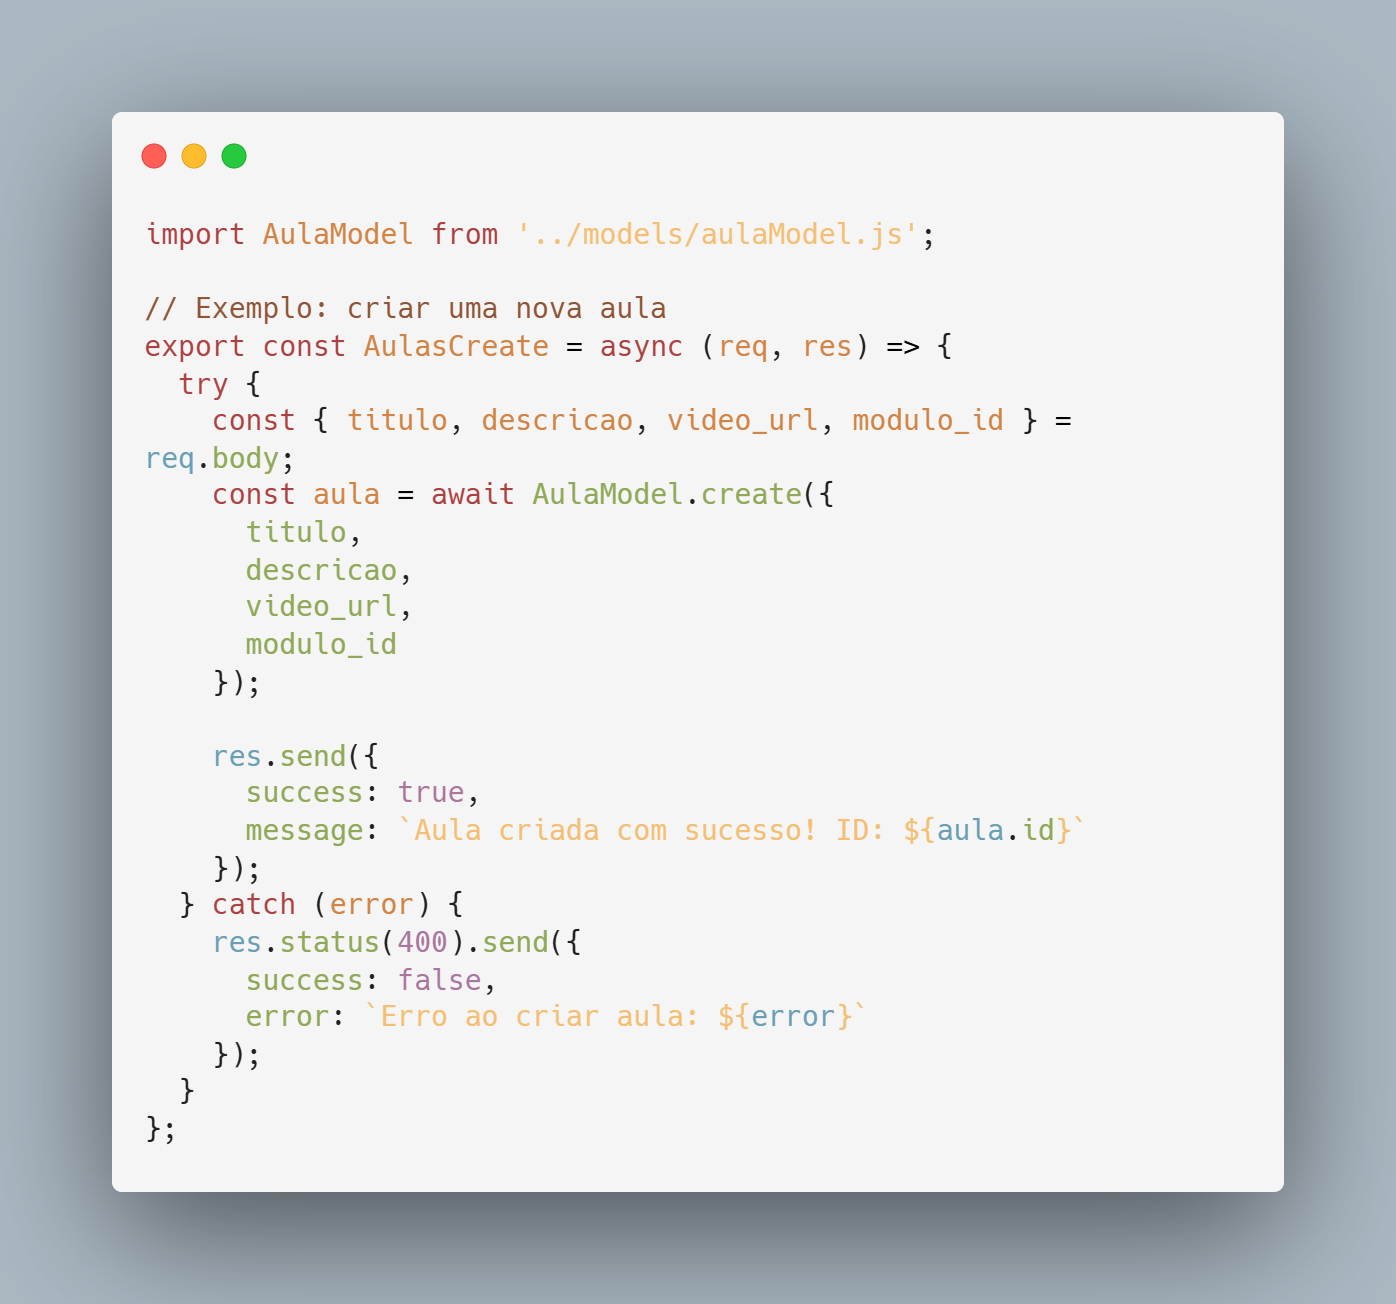 import AulaModel from '../models/aulaModel.js';

// Exemplo: criar uma nova aula
export const AulasCreate = async (req, res) => {
  try {
    const { titulo, descricao, video_url, modulo_id } =
req.body;
    const aula = await AulaModel.create({
      titulo,
      descricao,
      video_url,
      modulo_id
    });

    res.send({
      success: true,
      message: `Aula criada com sucesso! ID: ${aula.id}`
    });
  } catch (error) {
    res.status(400).send({
      success: false,
      error: `Erro ao criar aula: ${error}`
    });
  }
};